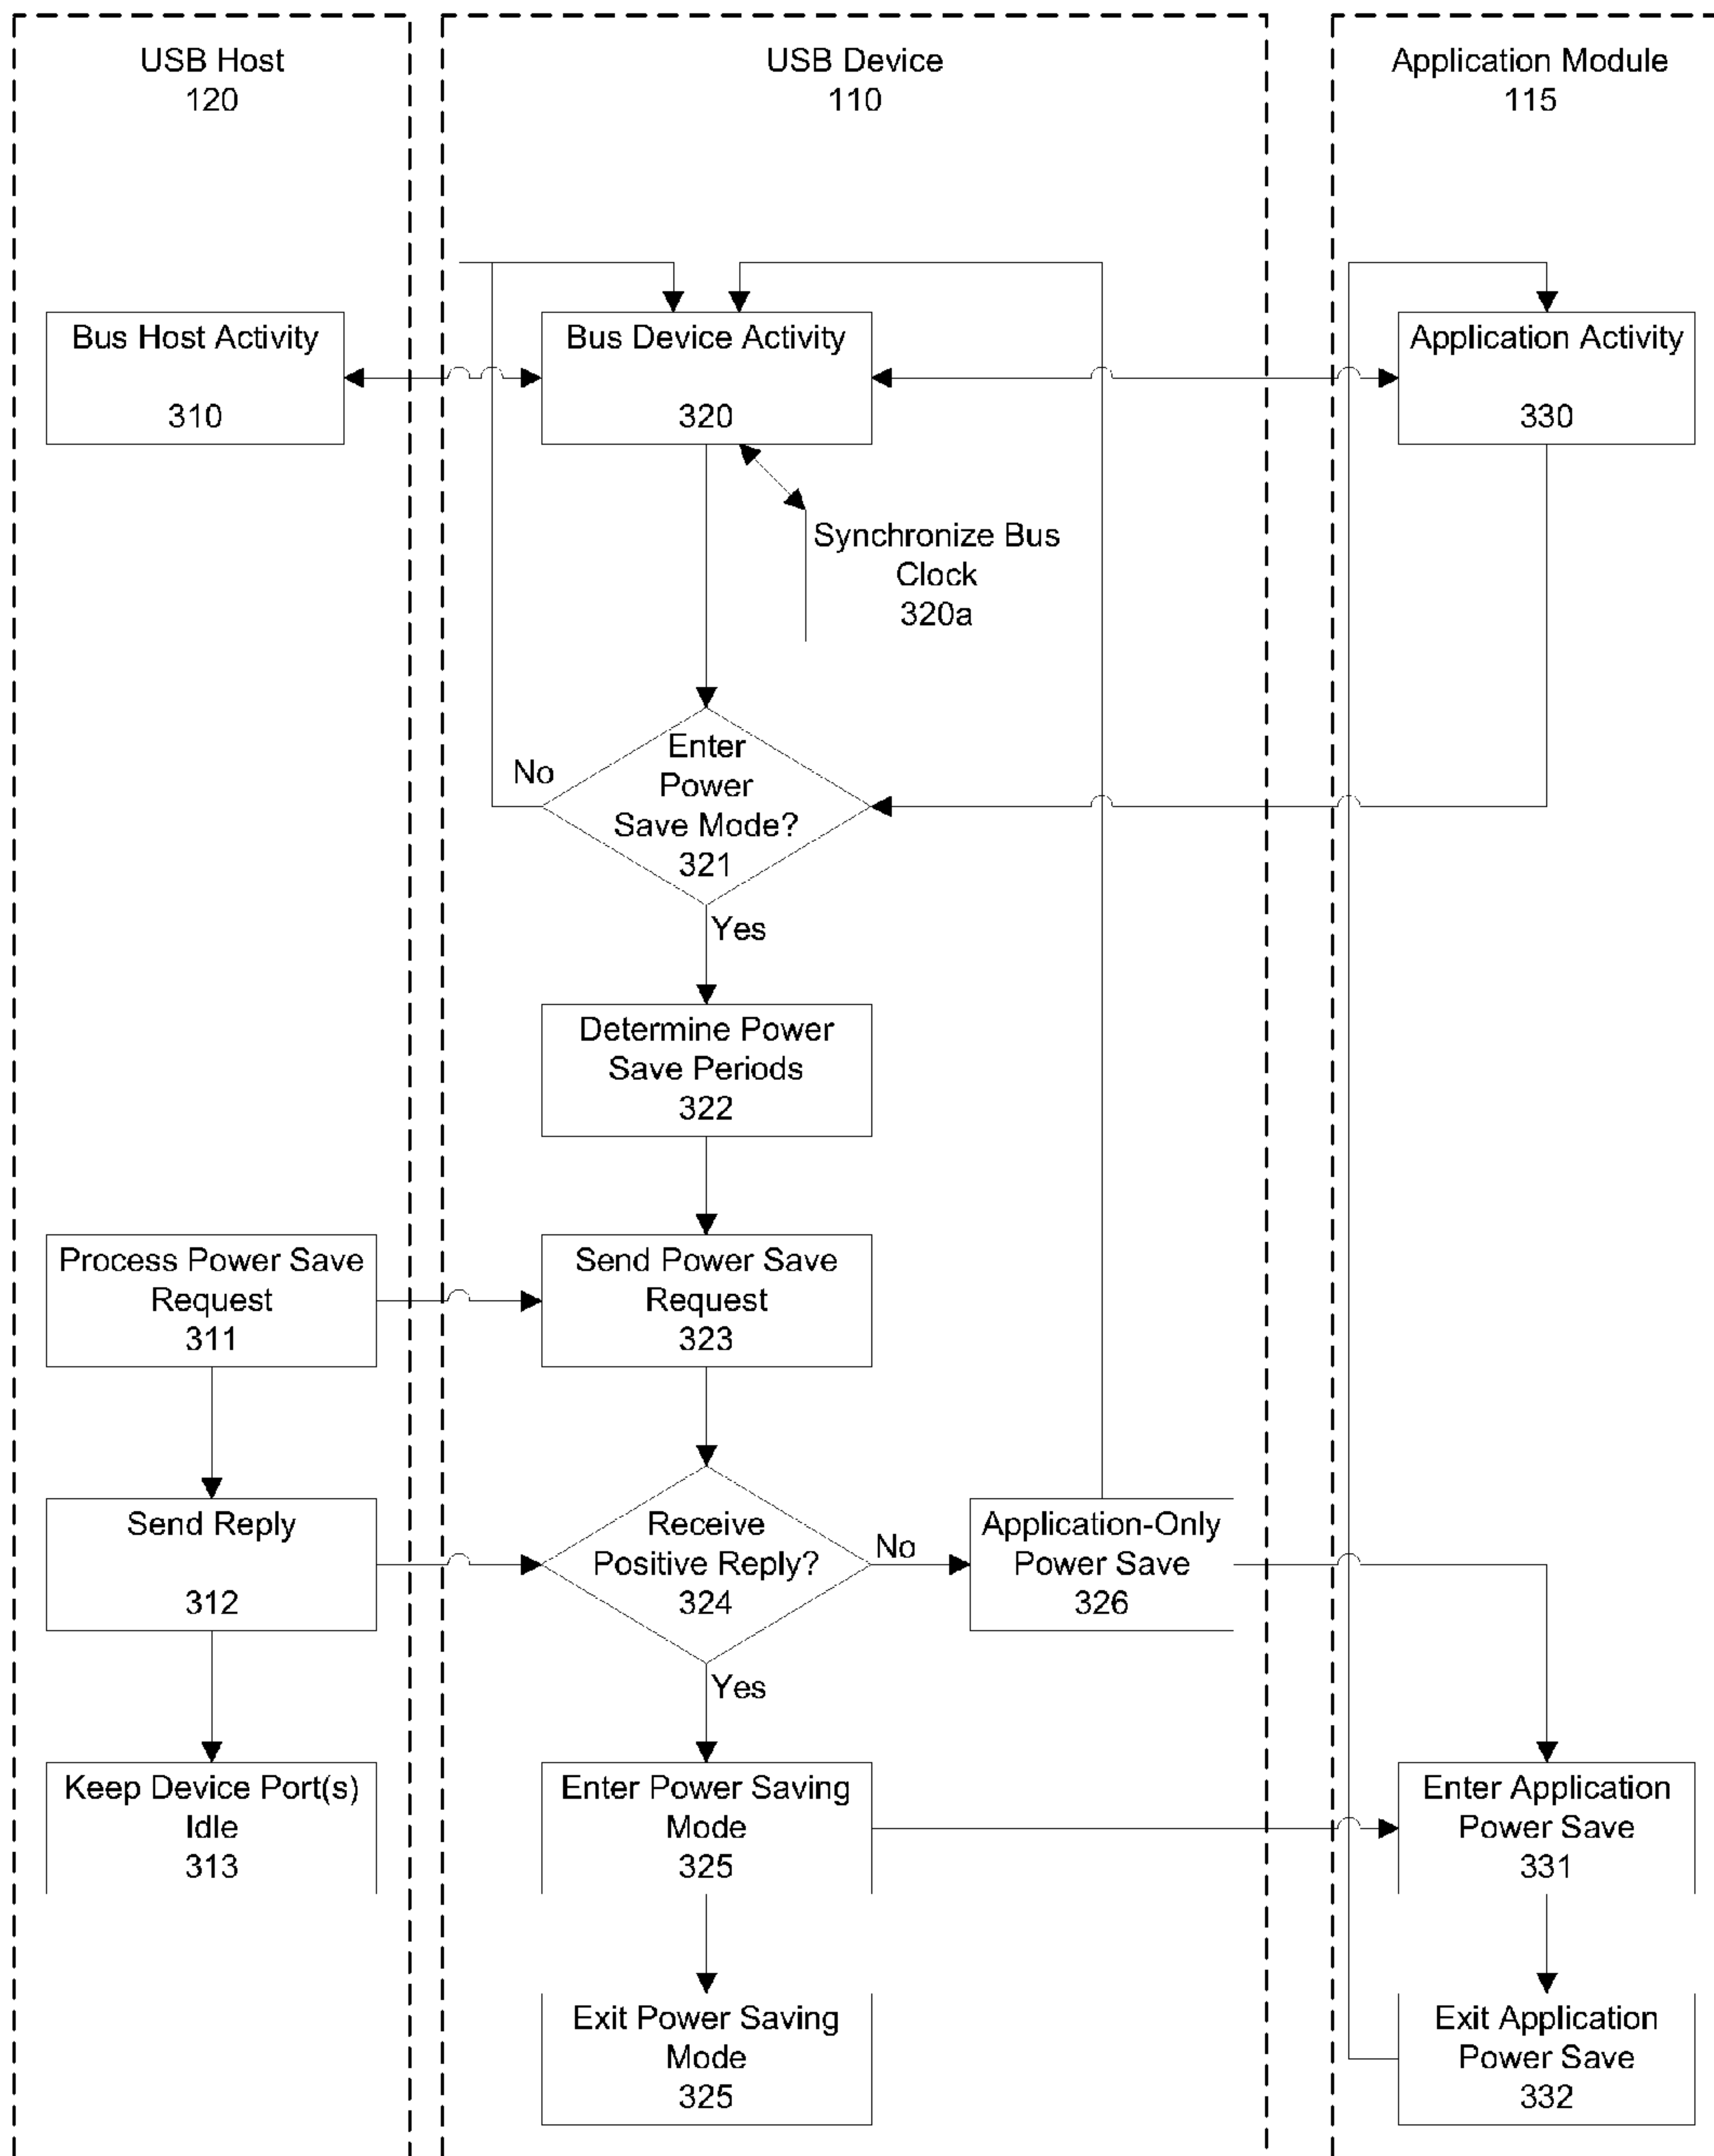 USB Host
120
USB Device
110
Application Module
115
Bus Host Activity
310
Bus Device Activity
320
Application Activity
330
Synchronize Bus
Clock
320a
Enter
Power
Save Mode?
321
No
Yes
Determine Power
Save Periods
322
Process Power Save
Request
311
Send Power Save
Request
323
Send Reply
312
Receive
Positive Reply?
324
No
Application-Only
Power Save
326
Yes
Keep Device Port(s)
Idle
313
Enter Power Saving
Mode
325
Enter Application
Power Save
331
Exit Power Saving
Mode
325
Exit Application
Power Save
332